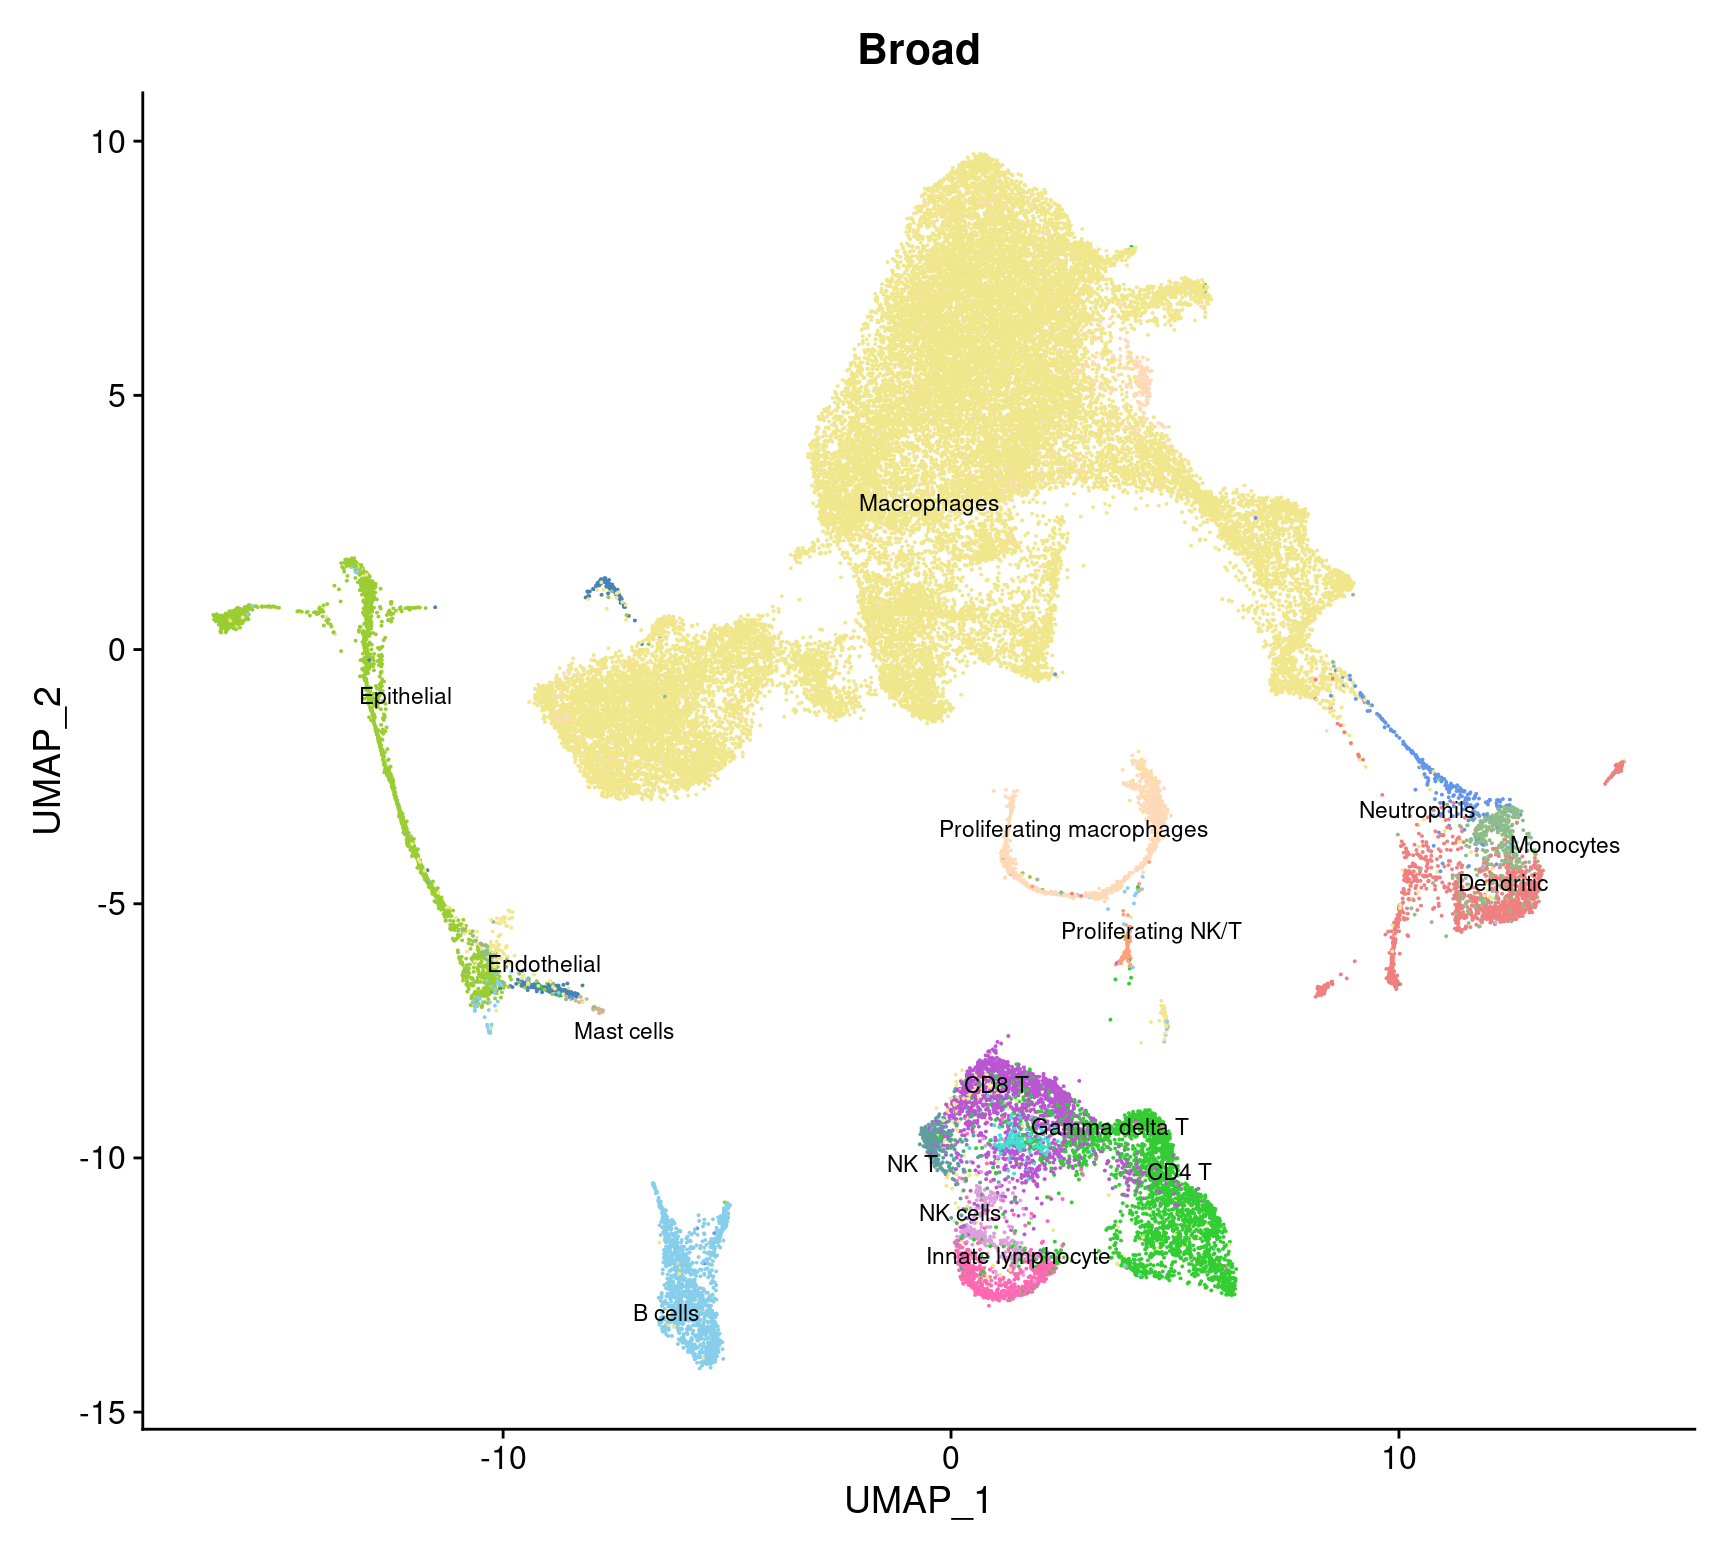 Broad
10
5
0
-5
-10
-15
UMAP_2
Macrophages
Epithelial
Neutrophils
Proliferating macrophages
Monocytes
Dendritic
Proliferating NK/T
Endothelial
Mast cells
CD8 T
Gamma delta T
NK T
CD4 T
NK cells
Innate lymphocyte
B cells
-10
0
10
UMAP_1